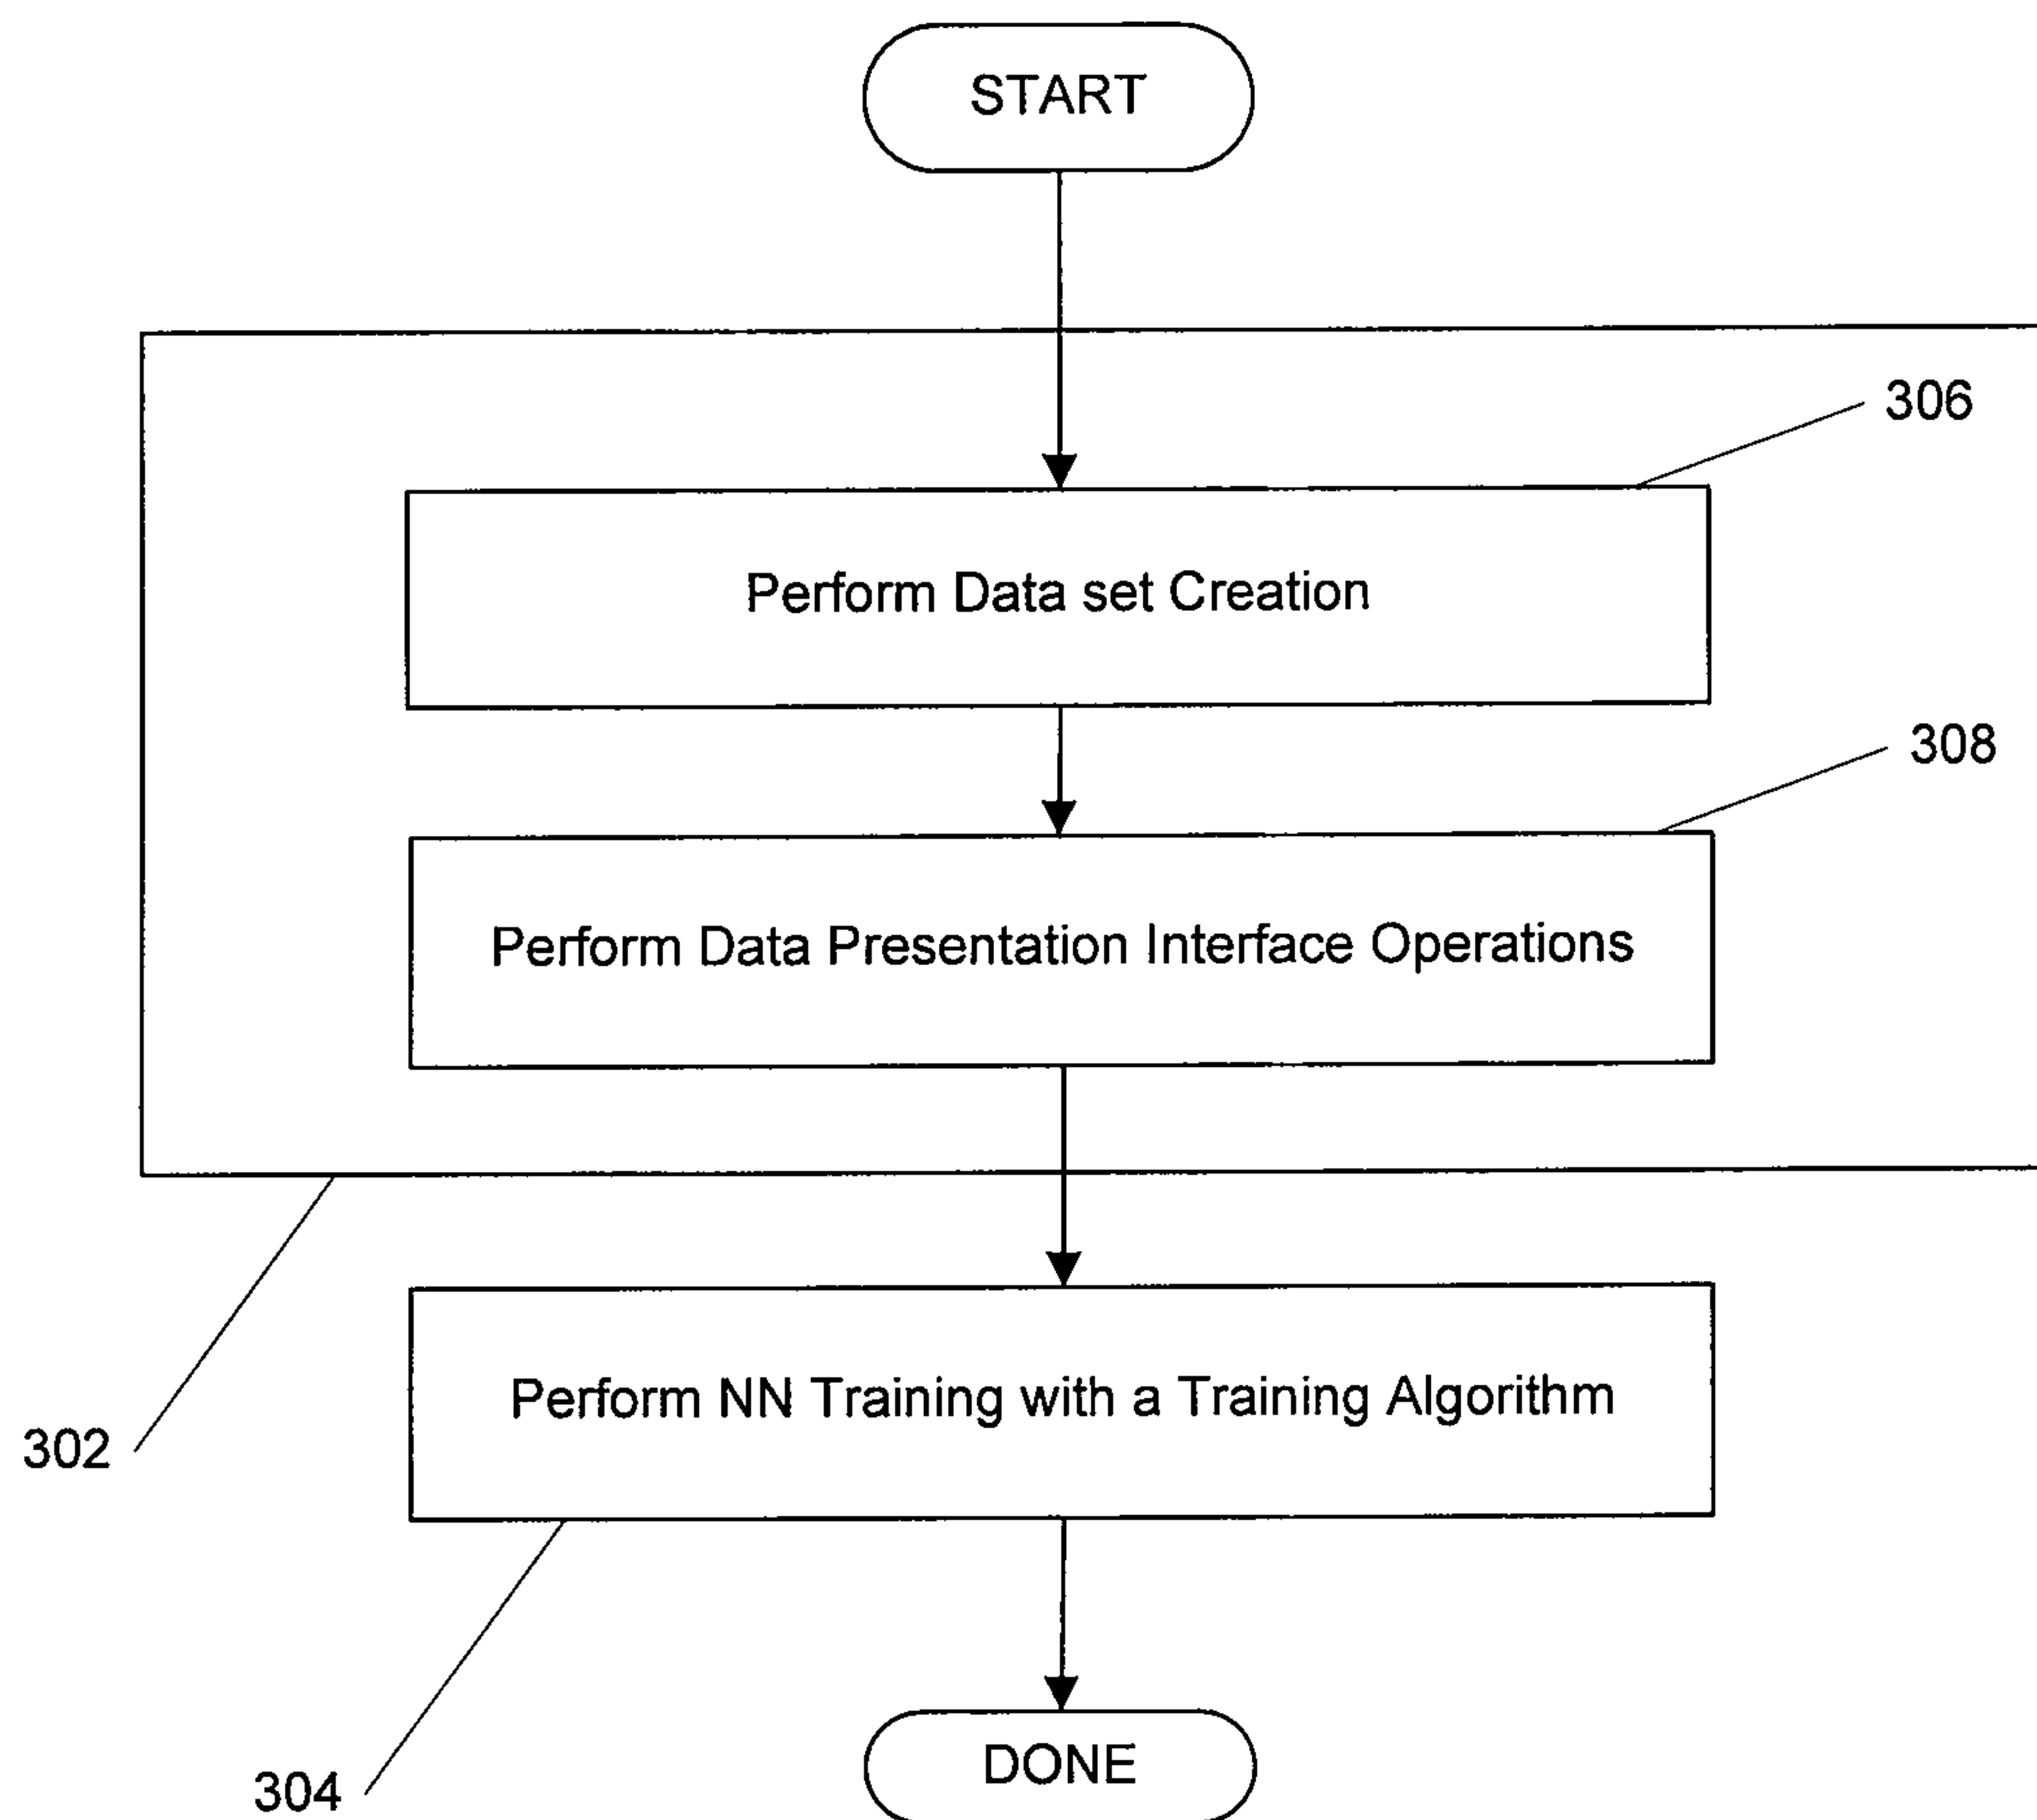 START
306
Perform Data set Creation
308
Perform Data Presentation Interface Operations
Perform NN Training with a Training Algorithm
302
304
DONE